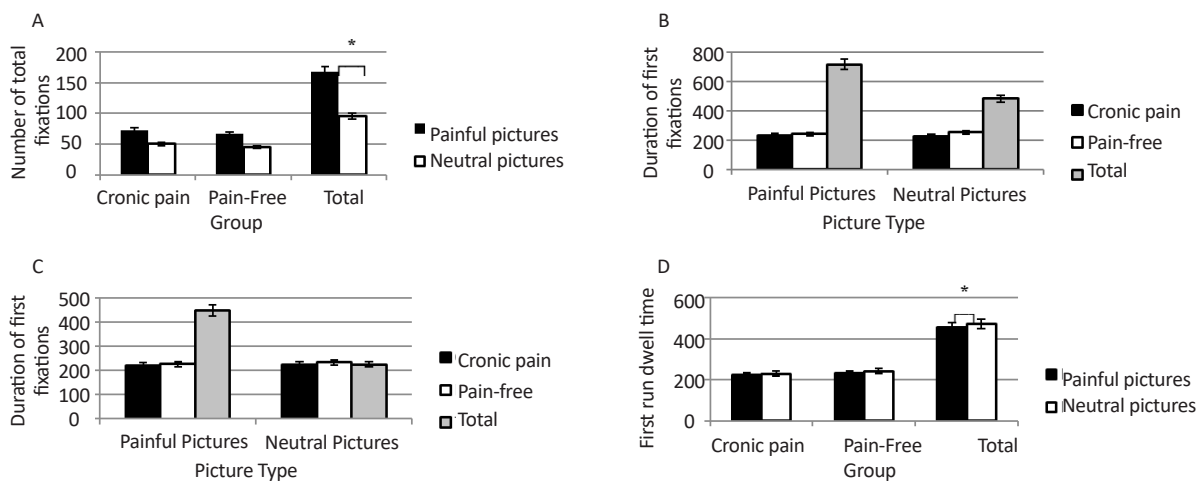 A
Number of total
fixations
200
150
100
50
0
*
Cronic pain
Pain-Free
Total
Group
Painful pictures
Neutral pictures
B
Duration of first
fixations
800
600
400
200
0
Painful Pictures
Neutral Pictures
Picture Type
Cronic pain
Pain-free
Total
C
Duration of first
fixations
500
400
300
200
100
0
Painful Pictures
Neutral Pictures
Picture Type
Cronic pain
Pain-free
Total
D
First run dwell time
600
400
200
0
*
Cronic pain
Pain-Free
Total
Group
Painful pictures
Neutral pictures